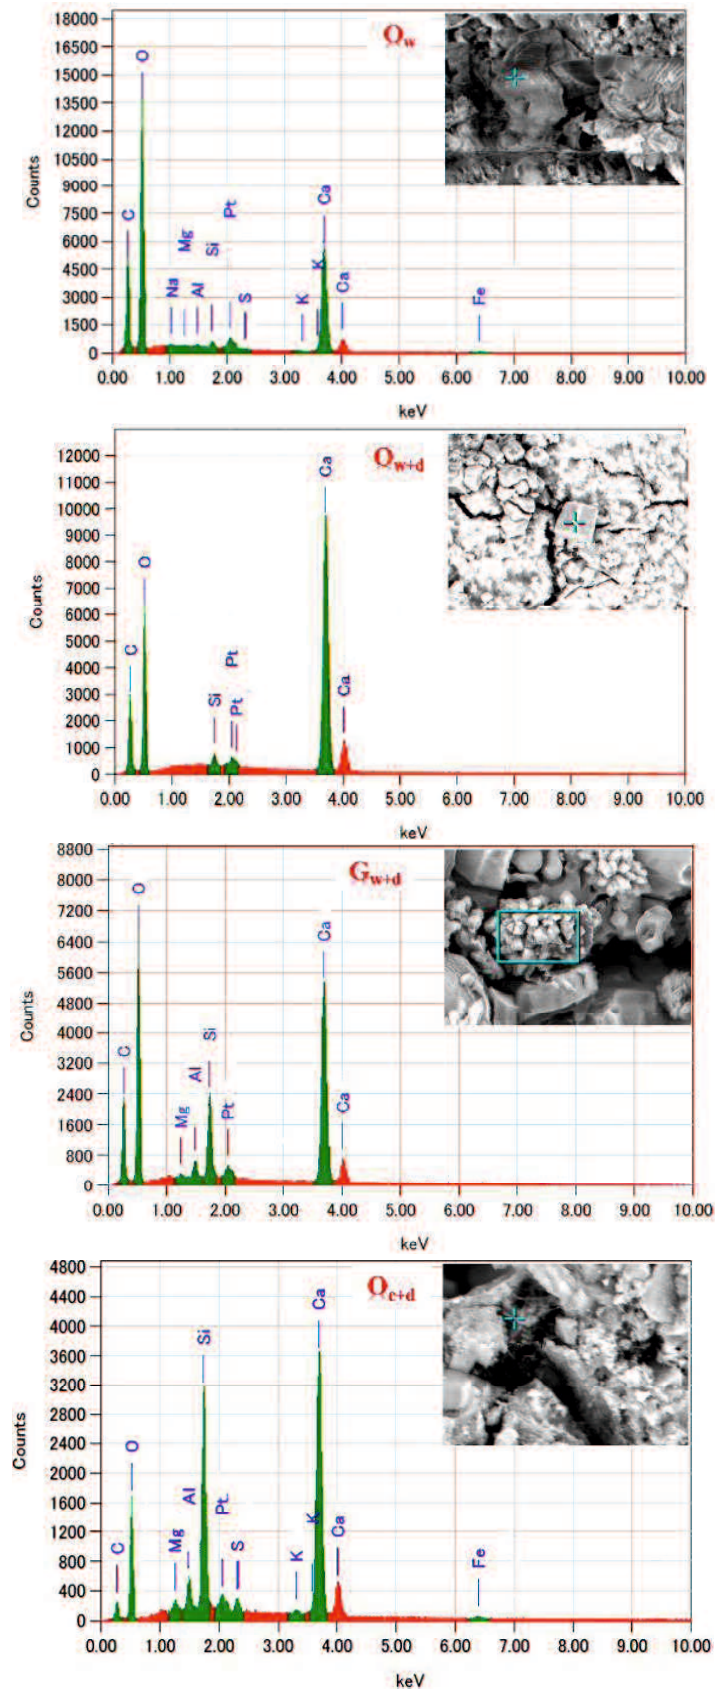 18000
16500
15000
13500
12000
10500
9000
7500
6000
4500
3000
1500
0
Counts
Q_w
C
O
Na
Mg
Al
Si
Pt
S
K
K
Ca
Ca
Fe
0.00 1.00 2.00 3.00 4.00 5.00 6.00 7.00 8.00 9.00 10.00
keV
12000
11000
10000
9000
8000
7000
6000
5000
4000
3000
2000
1000
0
Counts
Q_w+d
C
O
Si
Pt
Pt
Ca
Ca
0.00 1.00 2.00 3.00 4.00 5.00 6.00 7.00 8.00 9.00 10.00
keV
8800
8000
7200
6400
5600
4800
4000
3200
2400
1600
800
0
Counts
G_w+d
C
O
Mg
Al
Si
Pt
Ca
Ca
0.00 1.00 2.00 3.00 4.00 5.00 6.00 7.00 8.00 9.00 10.00
keV
4800
4400
4000
3600
3200
2800
2400
2000
1600
1200
800
400
0
Counts
Q_c+d
C
O
Mg
Al
Si
Pt
S
K
K
Ca
Ca
Fe
0.00 1.00 2.00 3.00 4.00 5.00 6.00 7.00 8.00 9.00 10.00
keV